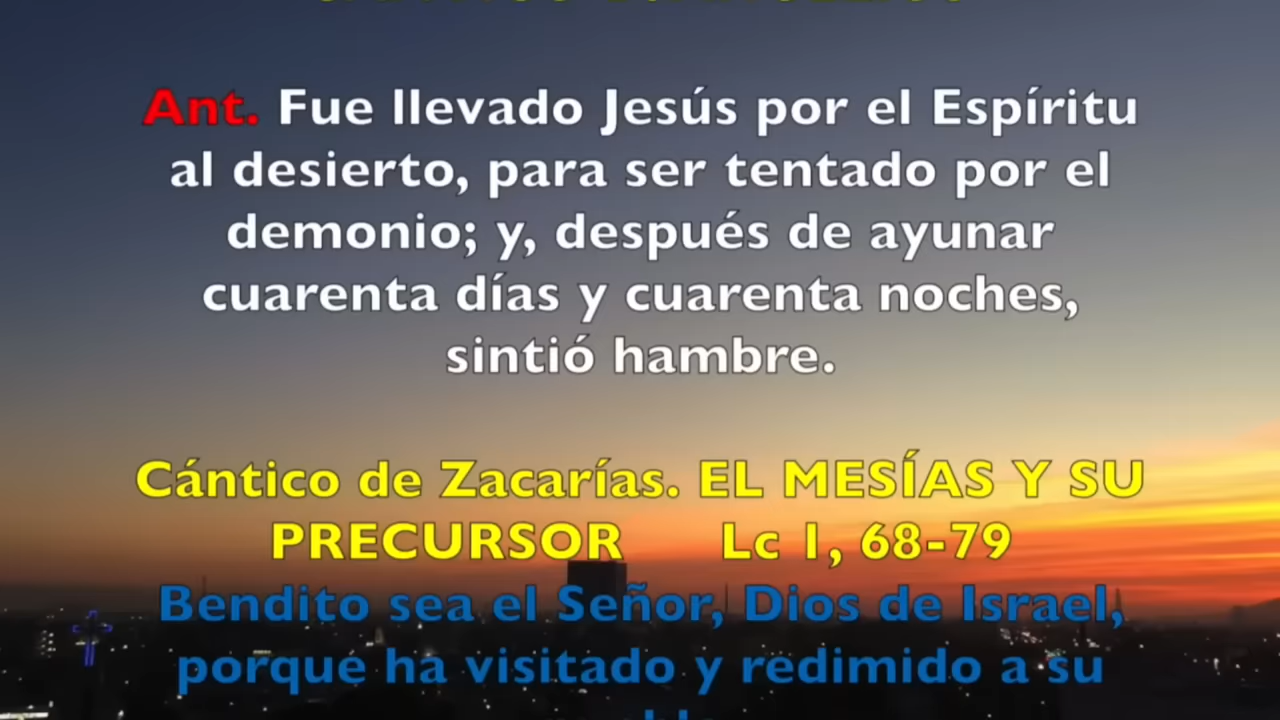 Ant. Fue llevado Jesús por el Espíritu
al desierto, para ser tentado por el
demonio; y, después de ayunar
cuarenta días y cuarenta noches,
sintió hambre.
Cántico de Zacarías. EL MESÍAS Y SU
PRECURSOR Lc 1, 68-79
Bendito sea el Señor, Dios de Israel,
porque ha visitado y redimido a su